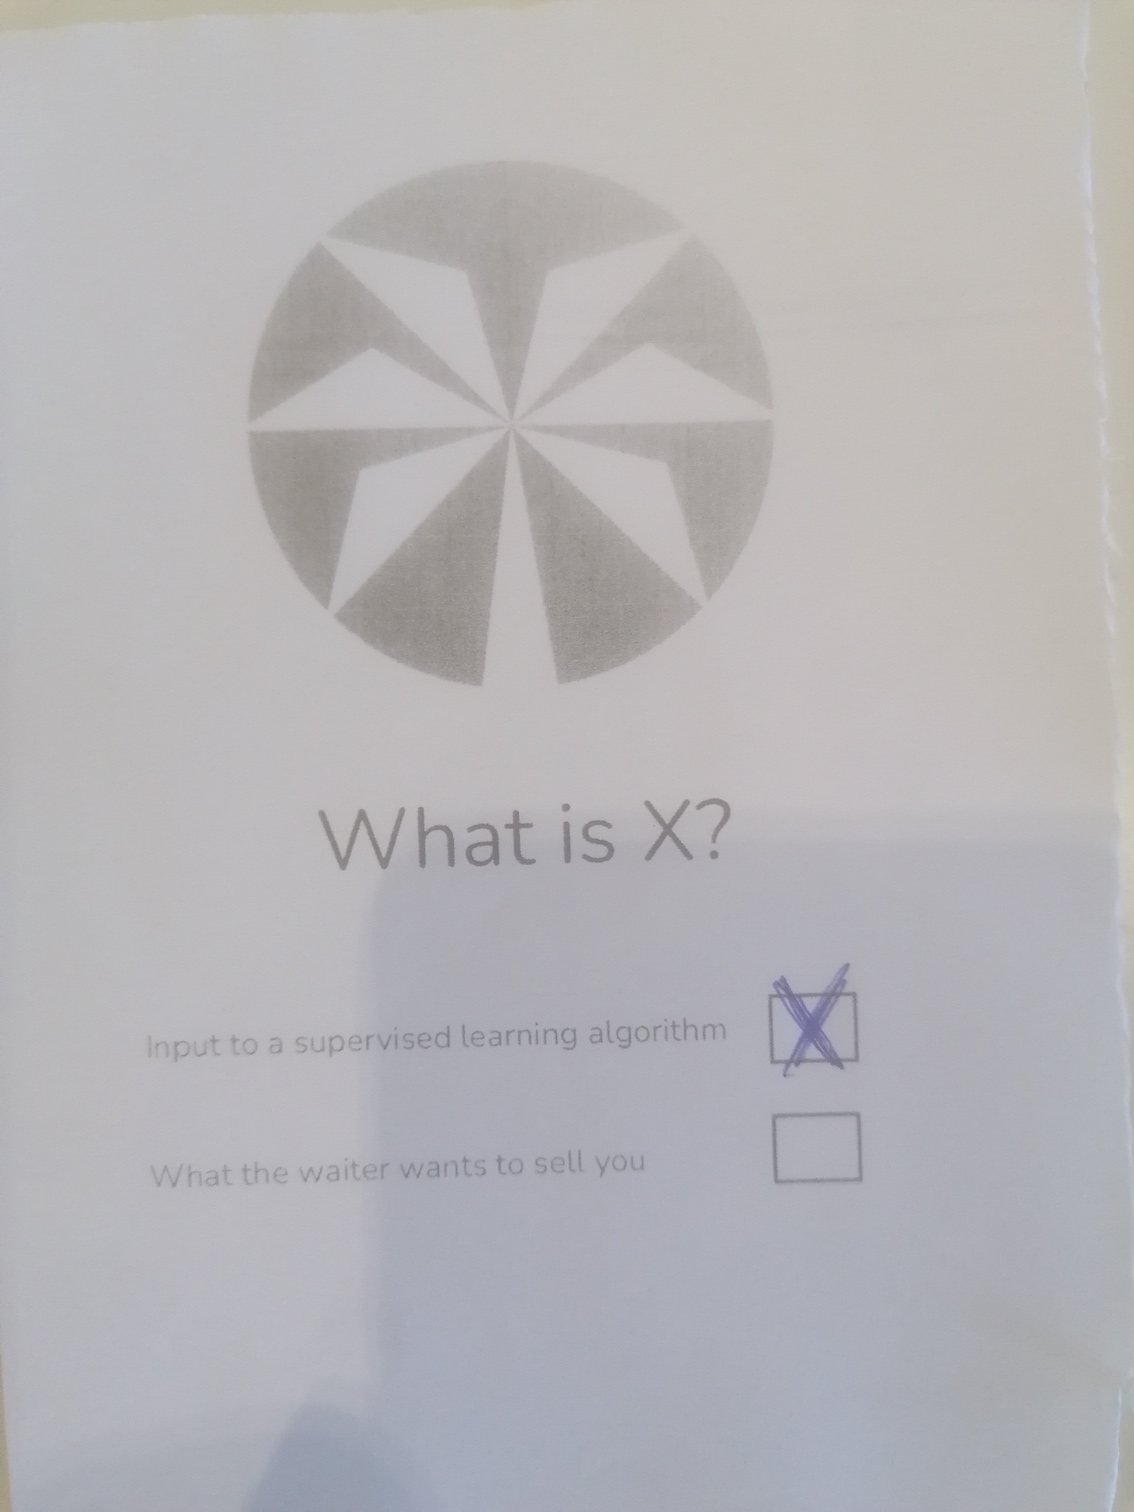 What is X?
Input to a supervised learning algorithm
What the waiter wants to sell you